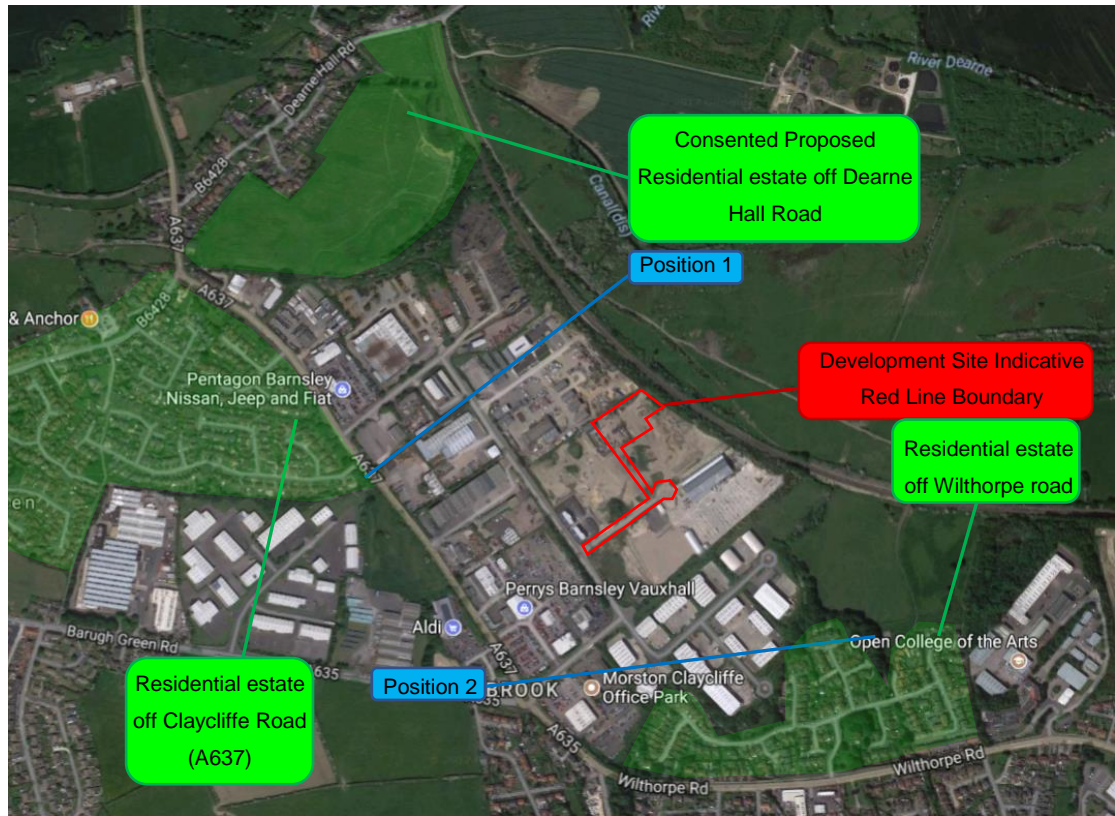 Dearne Hall Rd
River
River Dearne
Consented Proposed
Residential estate off Dearne
Hall Road
B6428
Canal(dis)
A637
Position 1
A637
B6428
& Anchor
Pentagon Barnsley
Nissan, Jeep and Fiat
Development Site Indicative
Red Line Boundary
Residential estate
off Wilthorpe road
A637
een
Perrys Barnsley Vauxhall
Aldi
Barugh Green Rd
A637
Open College of the Arts
A635
Residential estate
off Claycliffe Road
(A637)
Position 2
BROOK
Morston Claycliffe
Office Park
A635
Wilthorpe Rd
Wilthorpe Rd